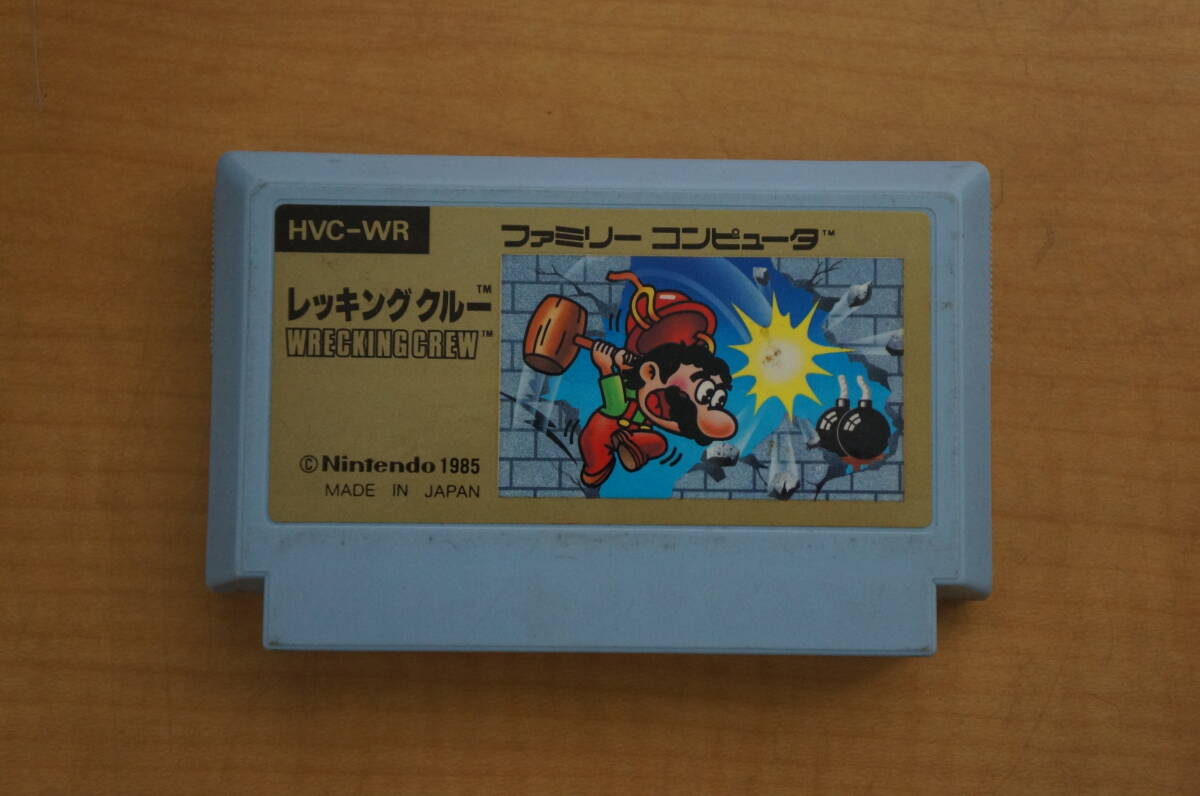 HVC-WR
ファミリー コンピュータ™
レッキングクルー™
WRECKING CREW™
©Nintendo 1985
MADE IN JAPAN